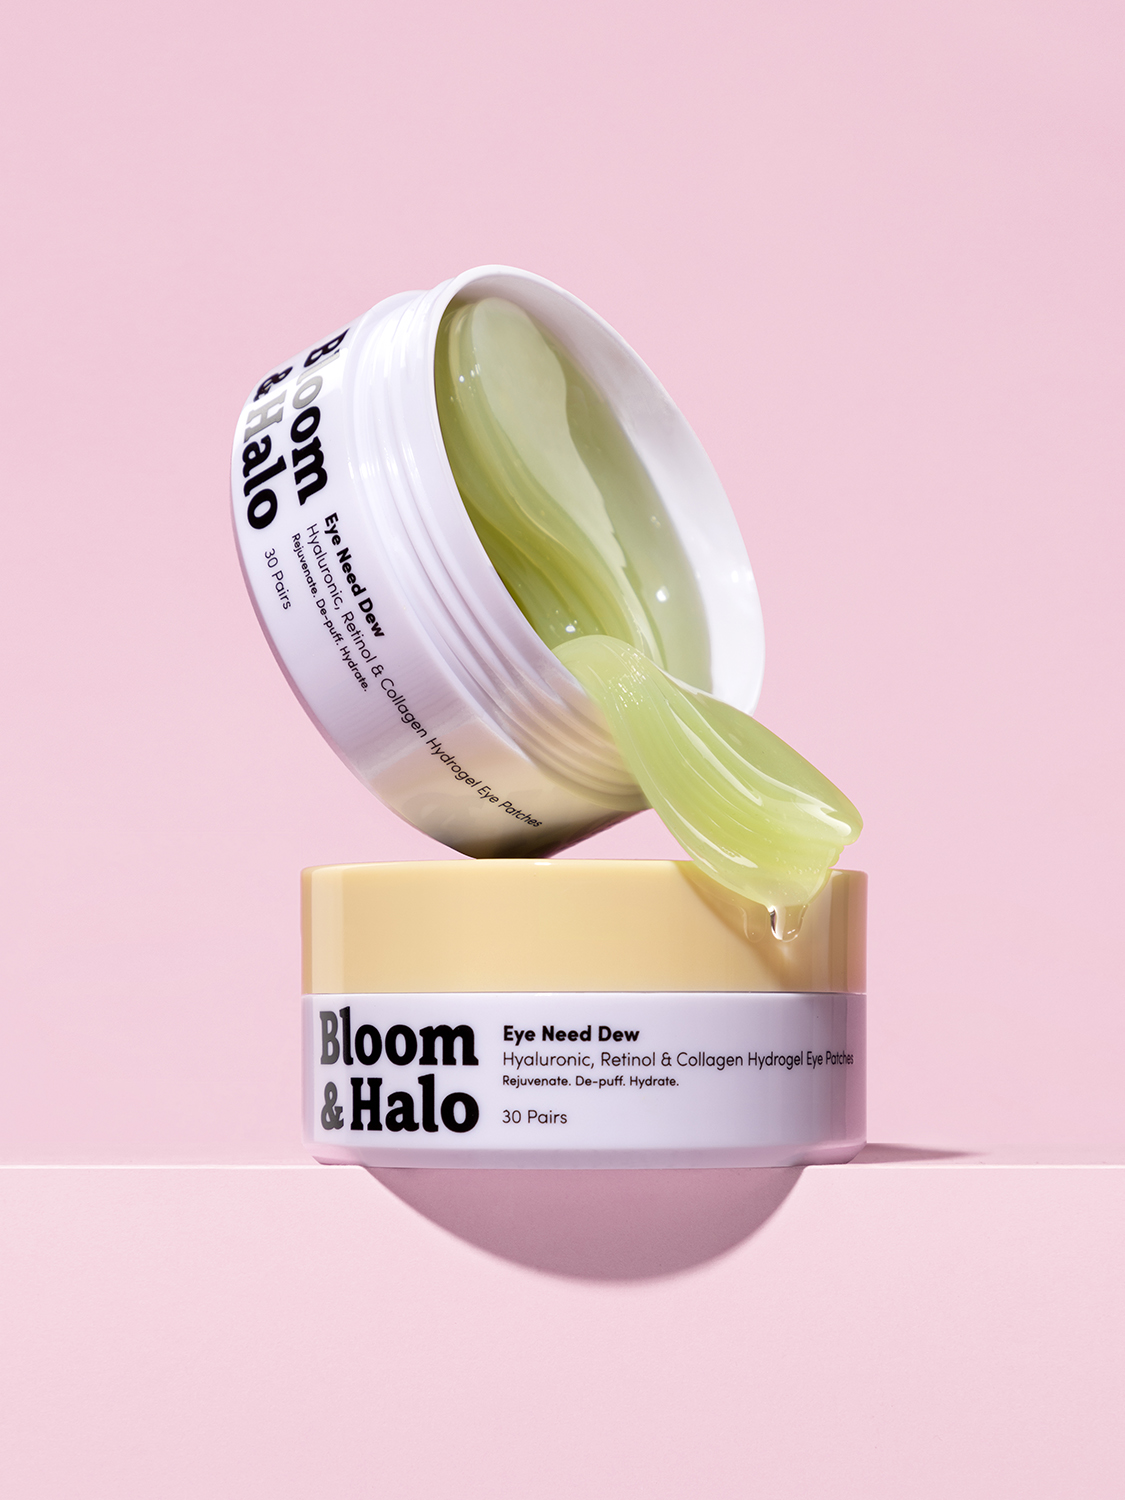 Bloom
& Halo
Eye Need Dew
Hyaluronic, Retinol & Collagen Hydrogel Eye Patches
Rejuvenate. De-puff. Hydrate.
30 Pairs
Bloom
& Halo
Eye Need Dew
Hyaluronic, Retinol & Collagen Hydrogel Eye Patches
Rejuvenate. De-puff. Hydrate.
30 Pairs